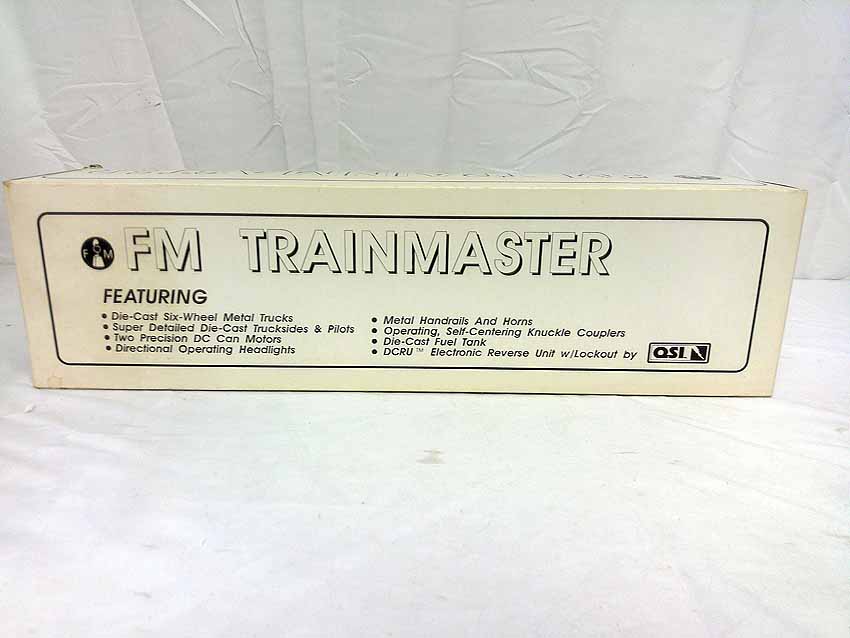 F&M FM TRAINMASTER
FEATURING
• Die-Cast Six-Wheel Metal Trucks
• Super Detailed Die-Cast Trucksides & Pilots
• Two Precision DC Can Motors
• Directional Operating Headlights
• Metal Handrails And Horns
• Operating, Self-Centering Knuckle Couplers
• Die-Cast Fuel Tank
• DCRU™ Electronic Reverse Unit w/Lockout by QSI